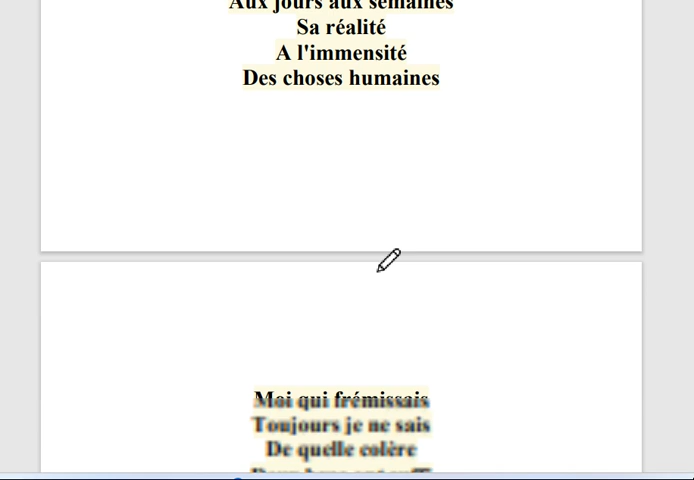 Aux jours aux semaines
Sa réalité
A l'immensité
Des choses humaines
Moi qui frémissais
Toujours je ne sais
De quelle colère